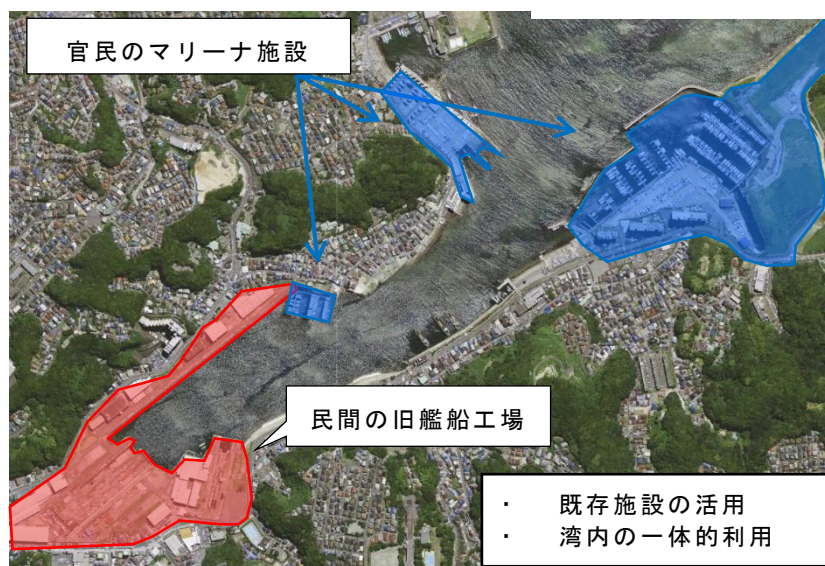 官民のマリーナ施設
民間の旧艦船工場
・ 既存施設の活用
・ 湾内の一体的利用